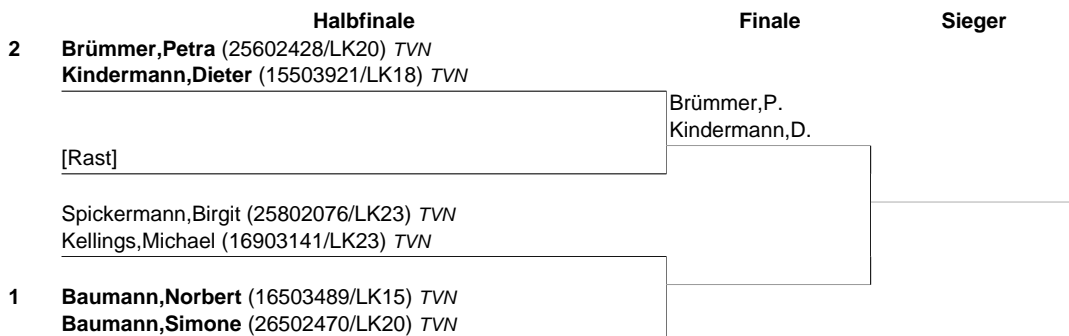 Halbfinale Finale Sieger
2 Brümmer,Petra (25602428/LK20) TVN
Kindermann,Dieter (15503921/LK18) TVN
Brümmer,P.
Kindermann,D.
[Rast]
Spickermann,Birgit (25802076/LK23) TVN
Kellings,Michael (16903141/LK23) TVN
1 Baumann,Norbert (16503489/LK15) TVN
Baumann,Simone (26502470/LK20) TVN